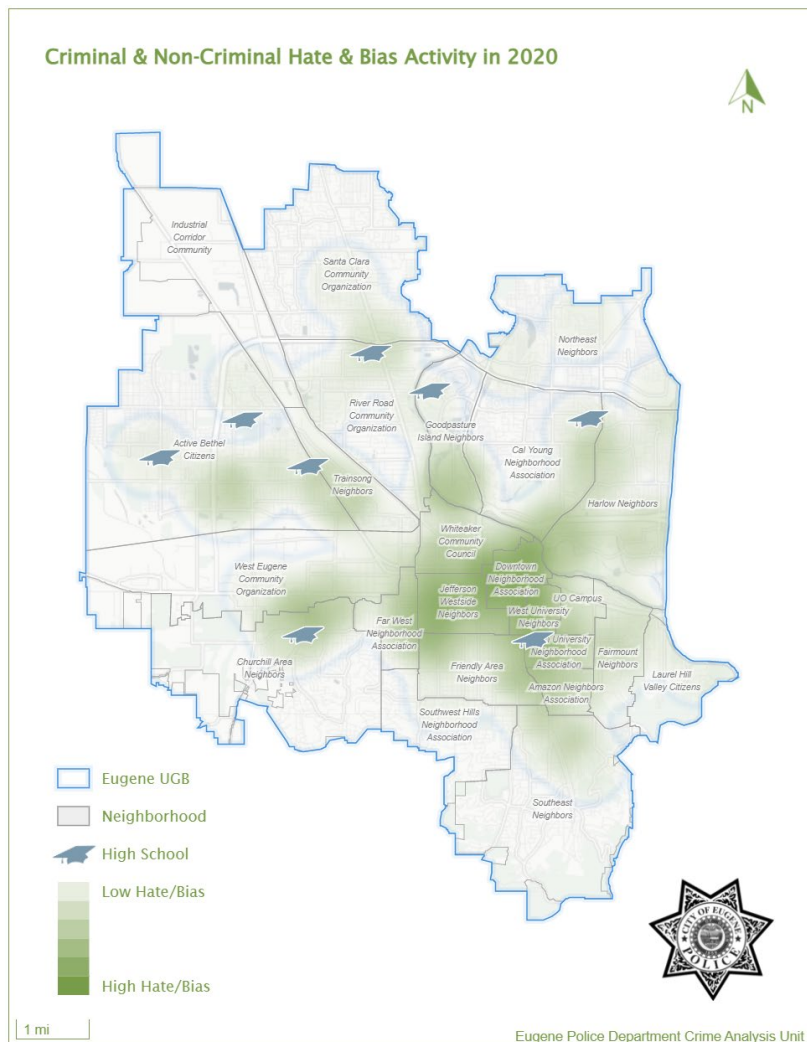 Criminal & Non-Criminal Hate & Bias Activity in 2020
N
Industrial
Corridor
Community
Santa Clara
Community
Organization
Northeast
Neighbors
River Road
Community
Organization
Goodpasture
Island Neighbors
Active Bethel
Citizens
Cal Young
Neighborhood
Association
Trainsong
Neighbors
Harlow Neighbors
Whiteaker
Community
Council
West Eugene
Community
Organization
Downtown
Neighborhood
Association
Jefferson
Westside
Neighbors
UO Campus
West University
Neighbors
Far West
Neighborhood
Association
University
Neighborhood
Association
Fairmount
Neighbors
Churchill Area
Neighbors
Friendly Area
Neighbors
Laurel Hill
Valley Citizens
Amazon Neighbors
Association
Southwest Hills
Neighborhood
Association
Southeast
Neighbors
Eugene UGB
Neighborhood
High School
Low Hate/Bias
High Hate/Bias
CITY OF EUGENE
POLICE
1 mi
Eugene Police Department Crime Analysis Unit